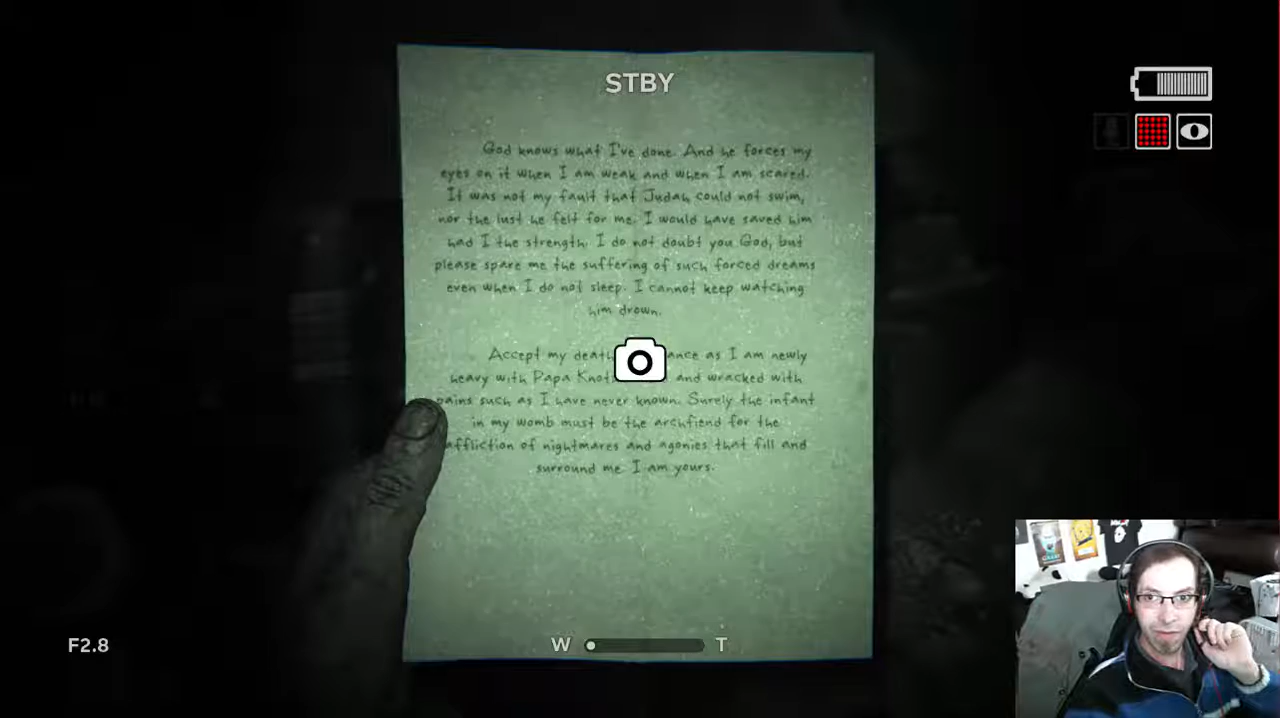 STBY
God knows what I've done. And he forces my
eyes on it when I am weak and when I am scared.
It was not my fault that Judah could not swim,
nor the lust he felt for me. I would have saved him
had I the strength. I do not doubt you God, but
please spare me the suffering of such forced dreams
even when I do not sleep. I cannot keep watching
him drown.
Accept my death ance as I am newly
heavy with Papa Knoth and wracked with
pains such as I have never known. Surely the infant
in my womb must be the archfiend for the
affliction of nightmares and agonies that fill and
surround me. I am yours.
F2.8
W T